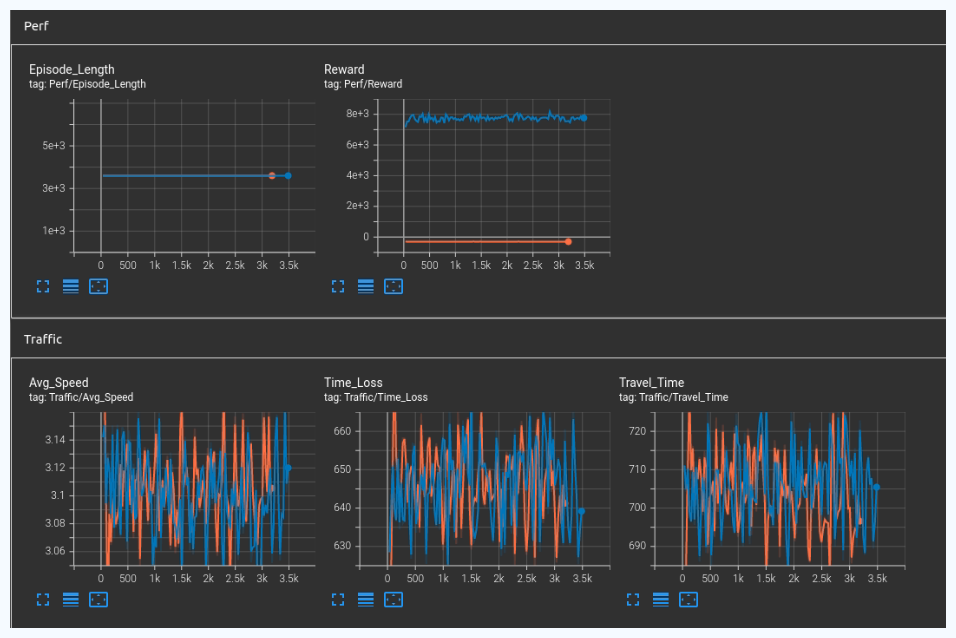 Perf
Episode_Length
tag: Perf/Episode_Length
5e+3
3e+3
1e+3
0 500 1k 1.5k 2k 2.5k 3k 3.5k
Reward
tag: Perf/Reward
8e+3
6e+3
4e+3
2e+3
0
0 500 1k 1.5k 2k 2.5k 3k 3.5k
Traffic
Avg_Speed
tag: Traffic/Avg_Speed
3.14
3.12
3.1
3.08
3.06
0 500 1k 1.5k 2k 2.5k 3k 3.5k
Time_Loss
tag: Traffic/Time_Loss
660
650
640
630
0 500 1k 1.5k 2k 2.5k 3k 3.5k
Travel_Time
tag: Traffic/Travel_Time
720
710
700
690
0 500 1k 1.5k 2k 2.5k 3k 3.5k